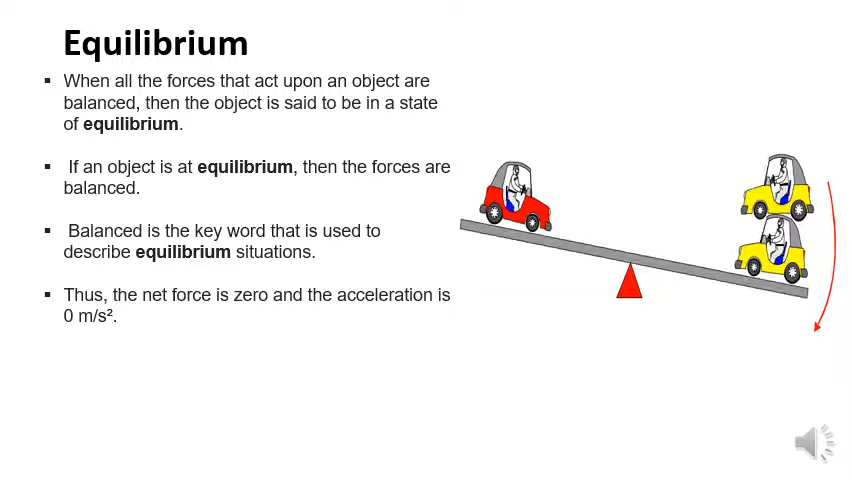 Equilibrium
▪ When all the forces that act upon an object are
balanced, then the object is said to be in a state
of equilibrium.
▪ If an object is at equilibrium, then the forces are
balanced.
▪ Balanced is the key word that is used to
describe equilibrium situations.
▪ Thus, the net force is zero and the acceleration is
0 m/s².